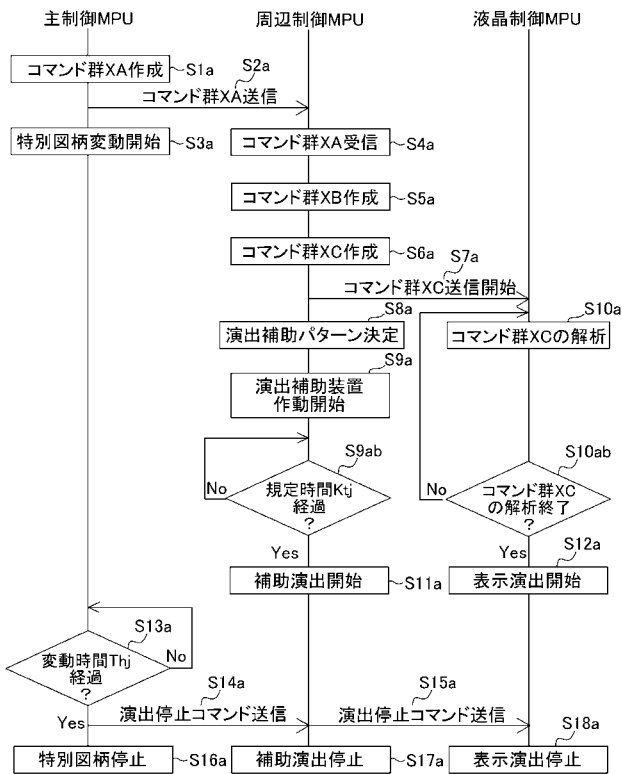 主制御MPU
周辺制御MPU
液晶制御MPU
コマンド群XA作成
S1a
S2a
コマンド群XA送信
特別図柄変動開始
S3a
コマンド群XA受信
S4a
コマンド群XB作成
S5a
コマンド群XC作成
S6a
S7a
コマンド群XC送信開始
S8a
S10a
演出補助パターン決定
コマンド群XCの解析
S9a
演出補助装置
作動開始
S9ab
S10ab
No
規定時間Ktj
経過
?
No
コマンド群XC
の解析終了
?
Yes
Yes
S12a
補助演出開始
S11a
表示演出開始
S13a
変動時間Thj
経過
?
No
S14a
S15a
Yes
演出停止コマンド送信
演出停止コマンド送信
S18a
特別図柄停止
S16a
補助演出停止
S17a
表示演出停止